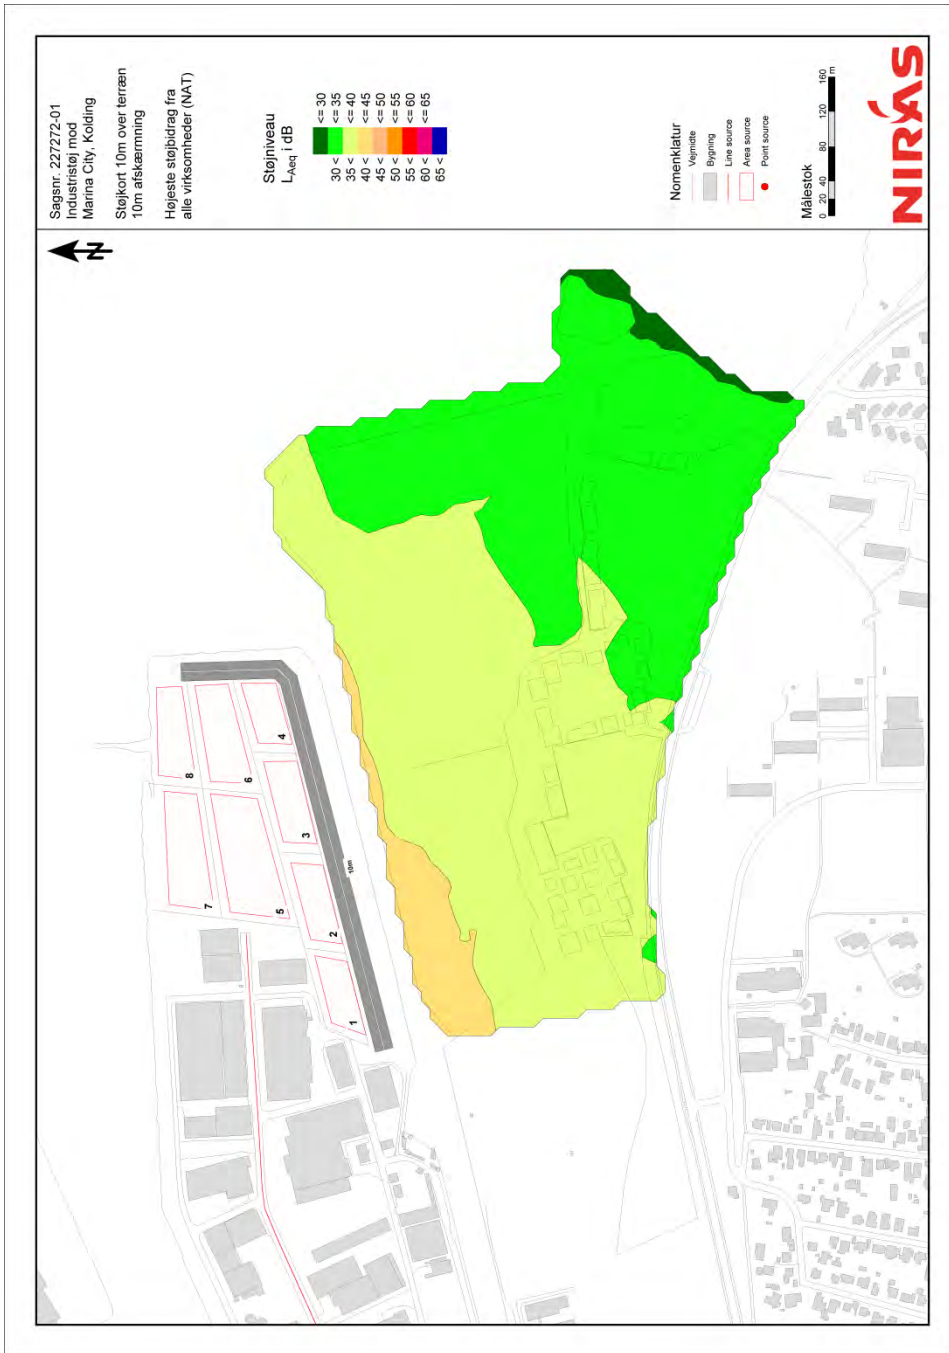 Sagsnr. 227272-01
Industristøj mod
Marina City, Kolding
Støjkort 10m over terræn
10m afskærmning
Højeste støjbidrag fra
alle virksomheder (NAT)
Støjniveau
LAeq i dB
<= 30
30 < <= 35
35 < <= 40
40 < <= 45
45 < <= 50
50 < <= 55
55 < <= 60
60 < <= 65
65 <
Nomenklatur
Vejmidte
Bygning
Line source
Area source
Point source
Målestok
0 20 40 80 120 160
m
NIRAS
N
8
6
4
7
5
3
2
1
10m